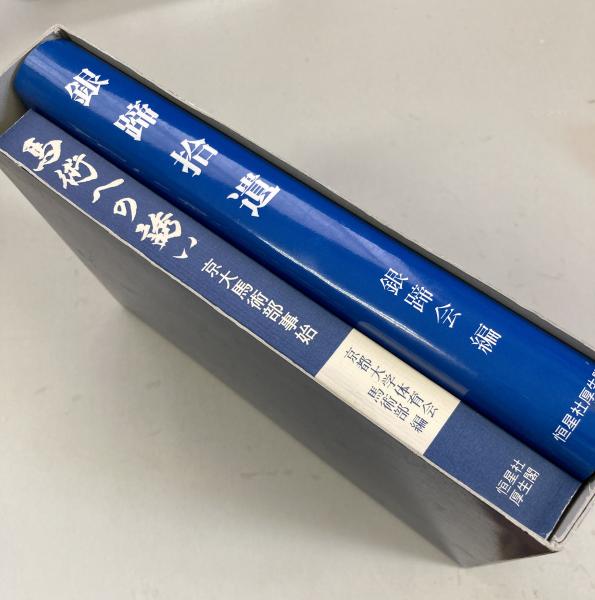 銀蹄拾遺
銀蹄会 編
恒星社厚生閣
馬術への誘い
京大馬術部事始
京都大学体育会
馬術部編
恒星社
厚生閣